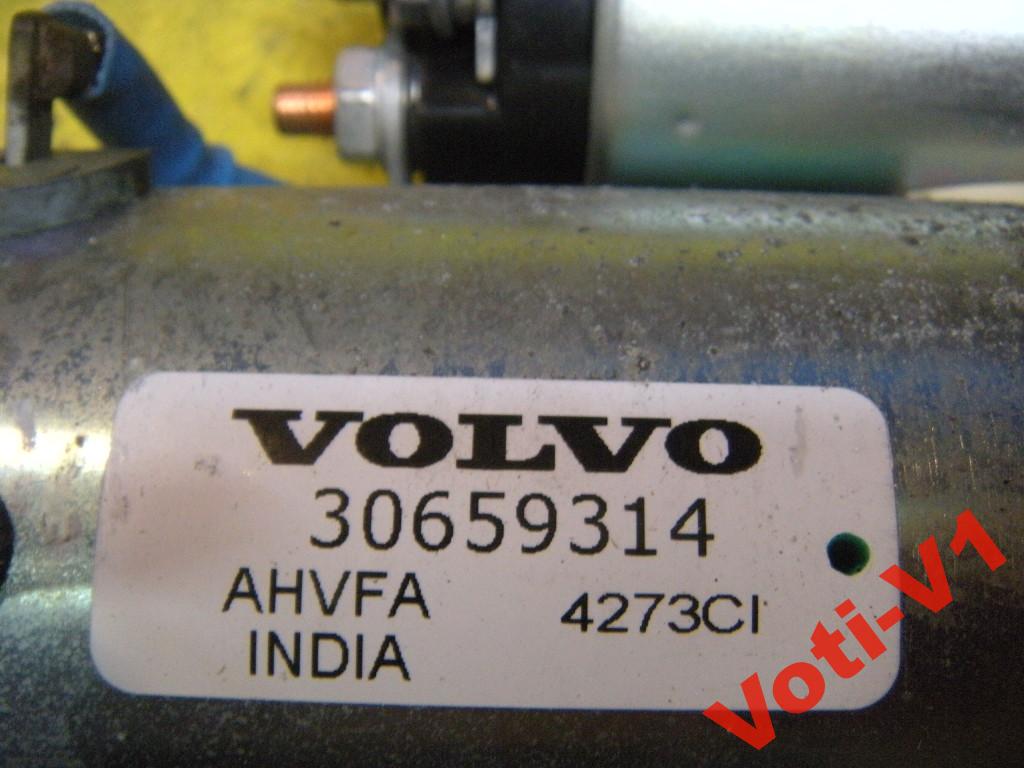 VOLVO
30659314
AHVFA 4273CI
INDIA
Voti-V1